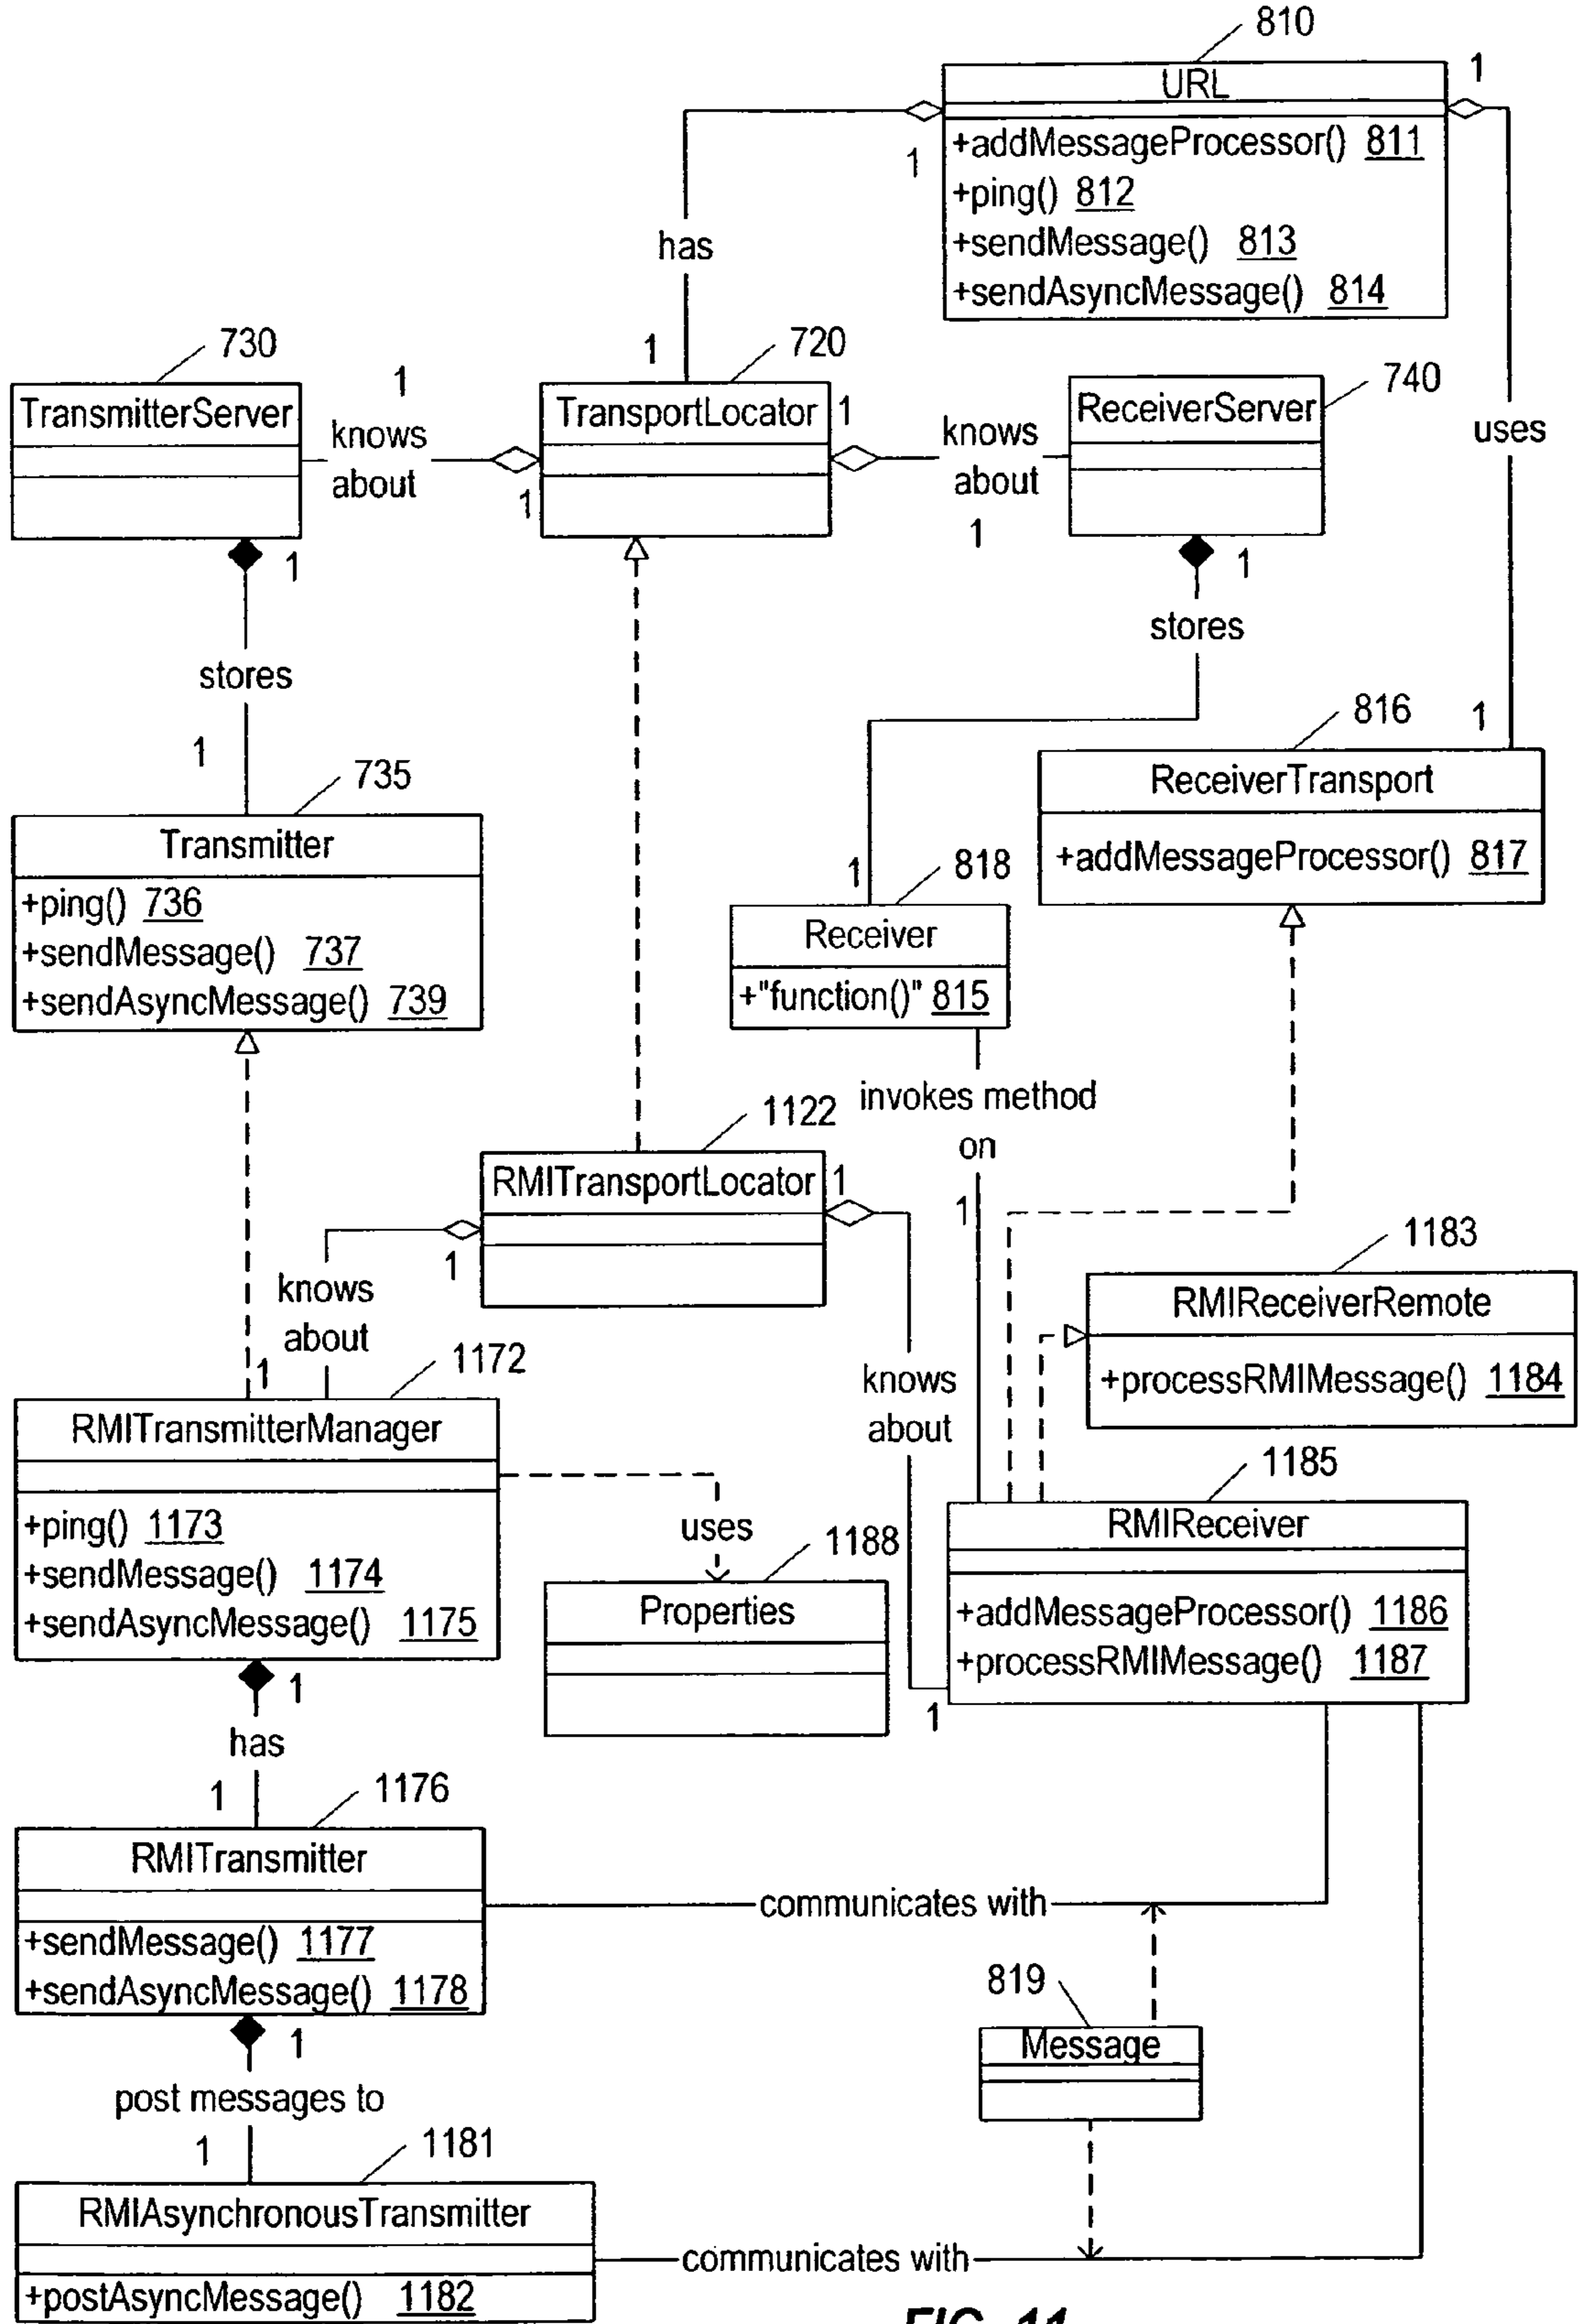 810
URL
1
+addMessageProcessor() 811
1
+ping() 812
has
+sendMessage() 813
+sendAsyncMessage() 814
730
1
720
740
1
TransmitterServer
TransportLocator
1
ReceiverServer
knows
about
1
knows
about
1
uses
1
1
stores
stores
1
816
1
735
ReceiverTransport
Transmitter
+addMessageProcessor() 817
1
818
+ping() 736
Receiver
+sendMessage() 737
+"function()" 815
+sendAsyncMessage() 739
invokes method
on
1122
RMITransportLocator
1
1
1
1183
knows
about
RMIReceiverRemote
1
1172
+processRMIMessage() 1184
knows
about
RMITransmitterManager
1185
RMIReceiver
+ping() 1173
uses
1188
+sendMessage() 1174
Properties
+addMessageProcessor() 1186
+sendAsyncMessage() 1175
+processRMIMessage() 1187
1
1
has
1
1176
RMITransmitter
communicates with
+sendMessage() 1177
+sendAsyncMessage() 1178
819
1
Message
post messages to
1
1181
RMIAsynchronousTransmitter
communicates with
+postAsyncMessage() 1182
FIG. 11